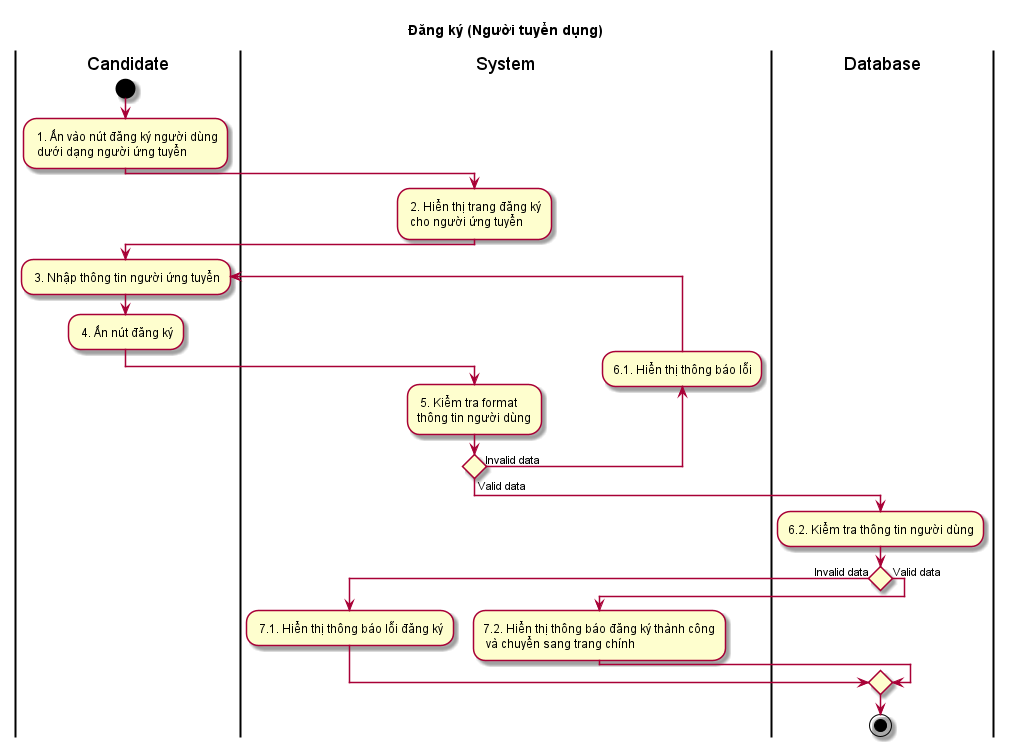 Đăng ký (Người tuyển dụng)
Candidate
System
Database
1. Ấn vào nút đăng ký người dùng
dưới dạng người ứng tuyển
2. Hiển thị trang đăng ký
cho người ứng tuyển
3. Nhập thông tin người ứng tuyển
4. Ấn nút đăng ký
6.1. Hiển thị thông báo lỗi
5. Kiểm tra format
thông tin người dùng
Invalid data
Valid data
6.2. Kiểm tra thông tin người dùng
Invalid data
Valid data
7.1. Hiển thị thông báo lỗi đăng ký
7.2. Hiển thị thông báo đăng ký thành công
và chuyển sang trang chính